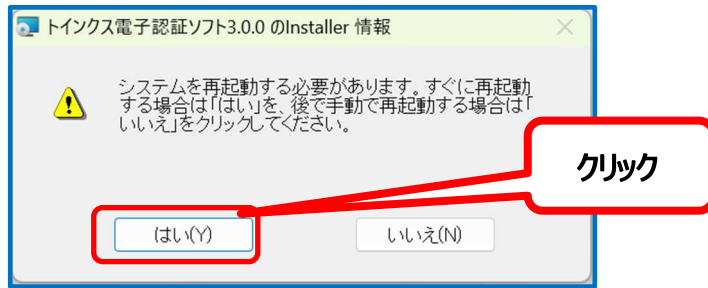 トインクス電子認証ソフト3.0.0 のInstaller 情報
システムを再起動する必要があります。すぐに再起動
する場合は「はい」を、後で手動で再起動する場合は「
いいえ」をクリックしてください。
クリック
はい(Y)
いいえ(N)